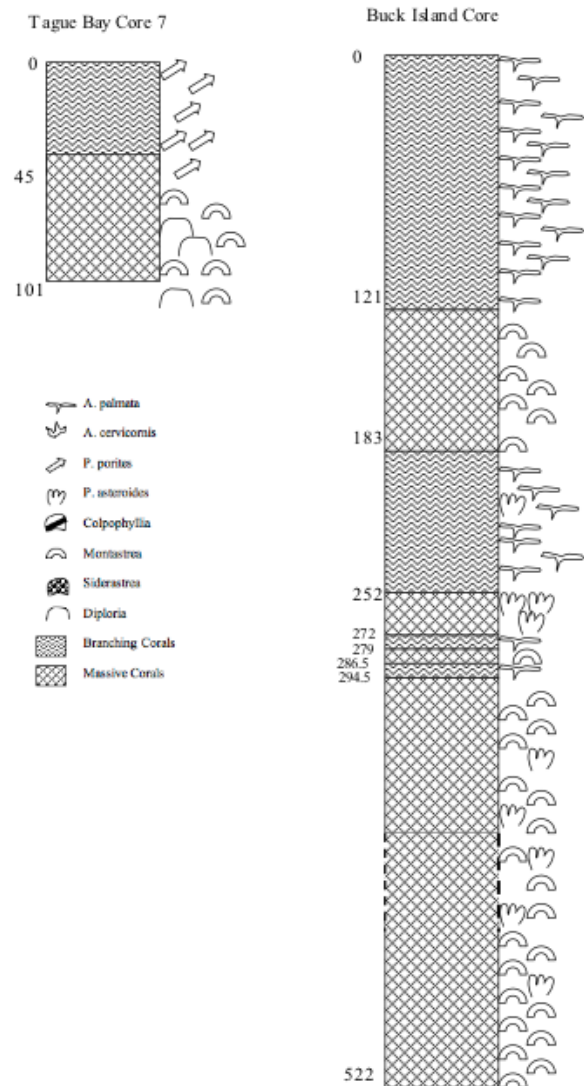 Tague Bay Core 7
0
45
101
A. palmata
A. cervicornis
P. porites
P. asteroides
Colpophyllia
Montastrea
Siderastrea
Diploria
Branching Corals
Massive Corals
Buck Island Core
0
121
183
252
272
279
286.5
294.5
522